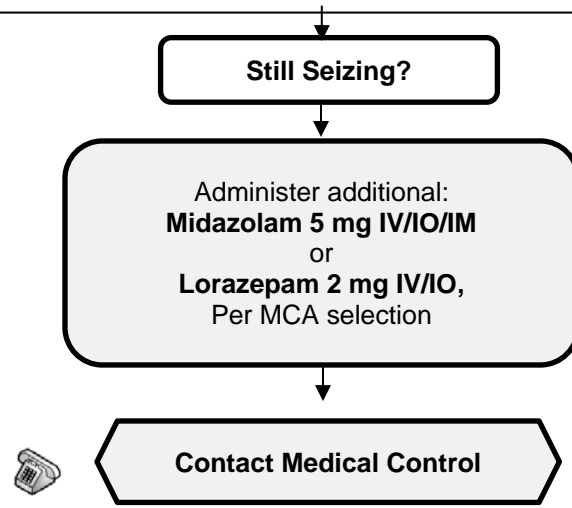 Still Seizing?
Administer additional:
Midazolam 5 mg IV/IO/IM
or
Lorazepam 2 mg IV/IO,
Per MCA selection
Contact Medical Control